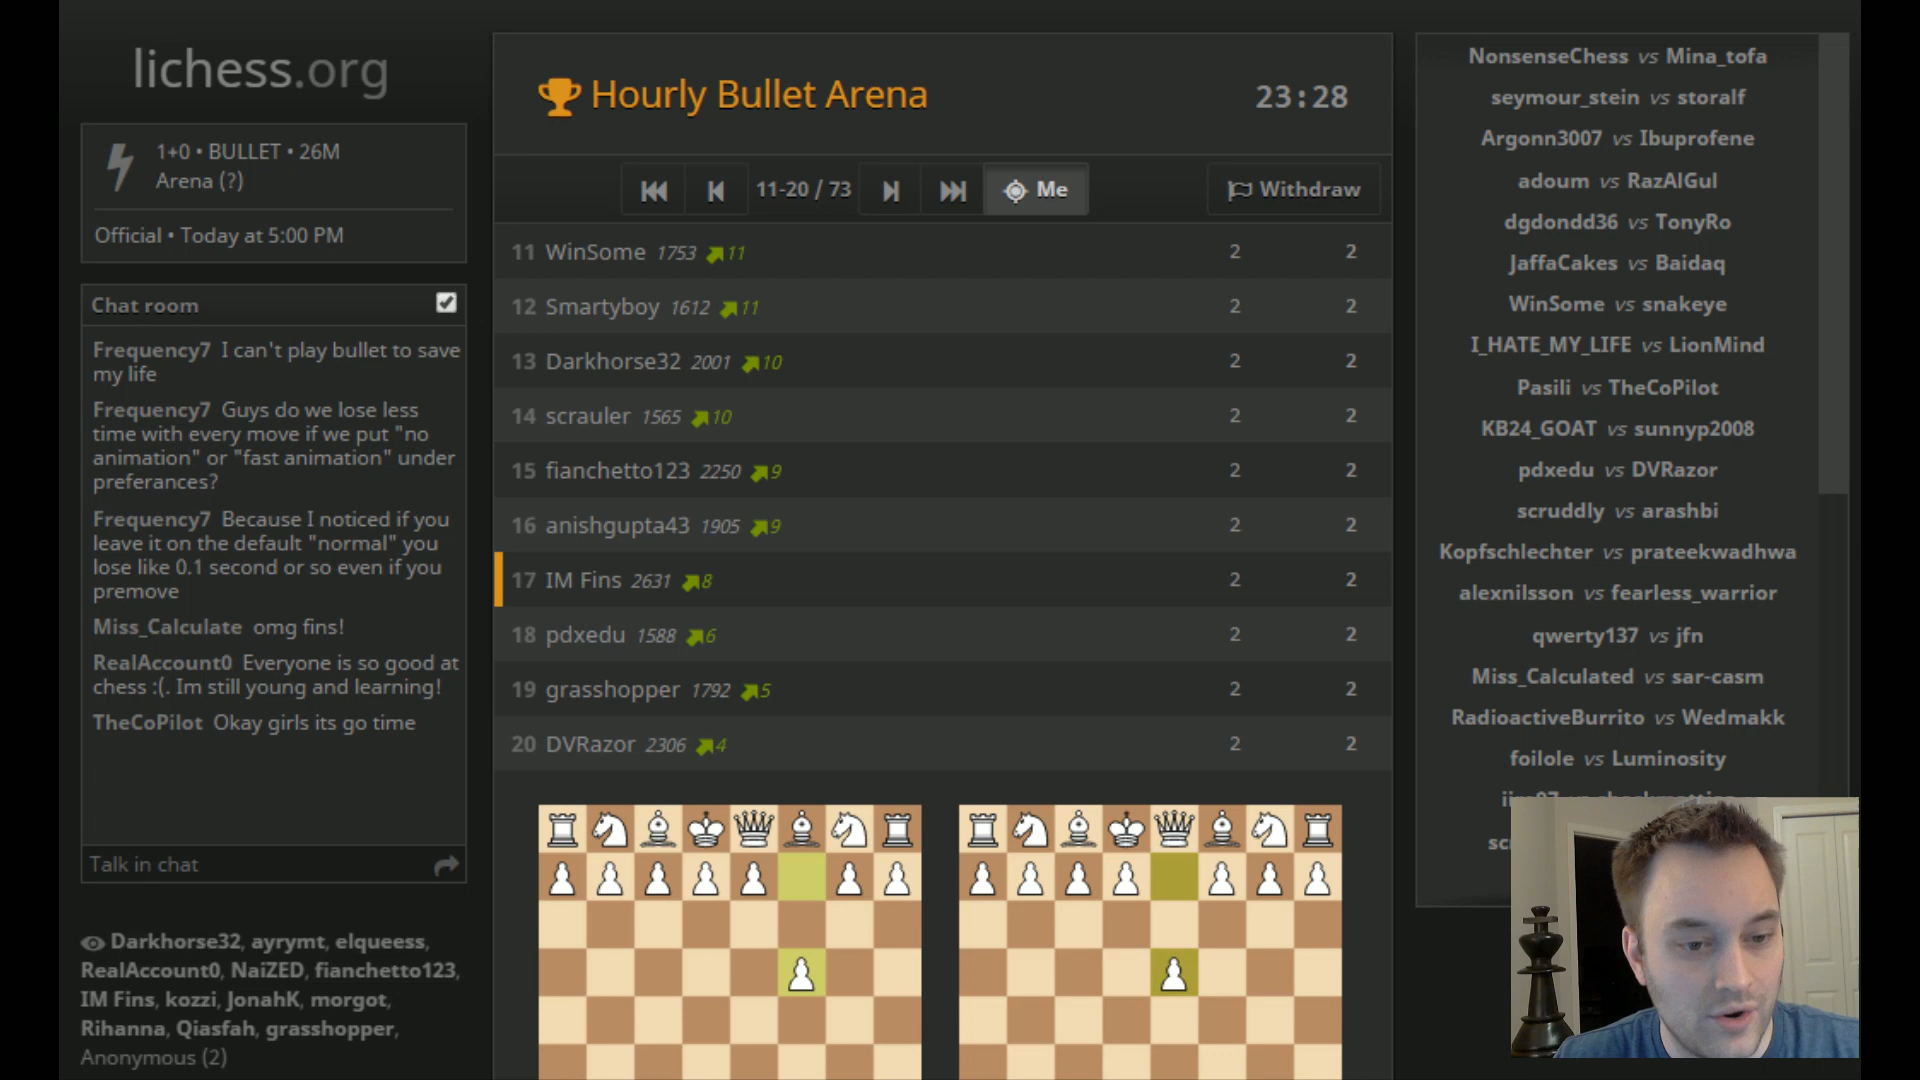 lichess.org
1+0 • BULLET • 26M
Arena (?)
Official • Today at 5:00 PM
Chat room
Frequency7 I can't play bullet to save
my life
Frequency7 Guys do we lose less
time with every move if we put "no
animation" or "fast animation" under
preferances?
Frequency7 Because I noticed if you
leave it on the default "normal" you
lose like 0.1 second or so even if you
premove
Miss_Calculate omg fins!
RealAccount0 Everyone is so good at
chess :(. Im still young and learning!
TheCoPilot Okay girls its go time
Talk in chat
Darkhorse32, ayrymt, elqueess,
RealAccount0, NaiZED, fianchetto123,
IM Fins, kozzi, JonahK, morgot,
Rihanna, Qiasfah, grasshopper,
Anonymous (2)
Hourly Bullet Arena
23:28
11-20 / 73
Me
Withdraw
11 WinSome 1753 11 2 2
12 Smartyboy 1612 11 2 2
13 Darkhorse32 2001 10 2 2
14 scrauler 1565 10 2 2
15 fianchetto123 2250 9 2 2
16 anishgupta43 1905 9 2 2
17 IM Fins 2631 8 2 2
18 pdxedu 1588 6 2 2
19 grasshopper 1792 5 2 2
20 DVRazor 2306 4 2 2
NonsenseChess vs Mina_tofa
seymour_stein vs storalf
Argonn3007 vs Ibuprofene
adoum vs RazAlGul
dgdondd36 vs TonyRo
JaffaCakes vs Baidaq
WinSome vs snakeye
I_HATE_MY_LIFE vs LionMind
Pasili vs TheCoPilot
KB24_GOAT vs sunnyp2008
pdxedu vs DVRazor
scruddly vs arashbi
Kopfschlechter vs prateekwadhwa
alexnilsson vs fearless_warrior
qwerty137 vs jfn
Miss_Calculated vs sar-casm
RadioactiveBurrito vs Wedmakk
foilole vs Luminosity